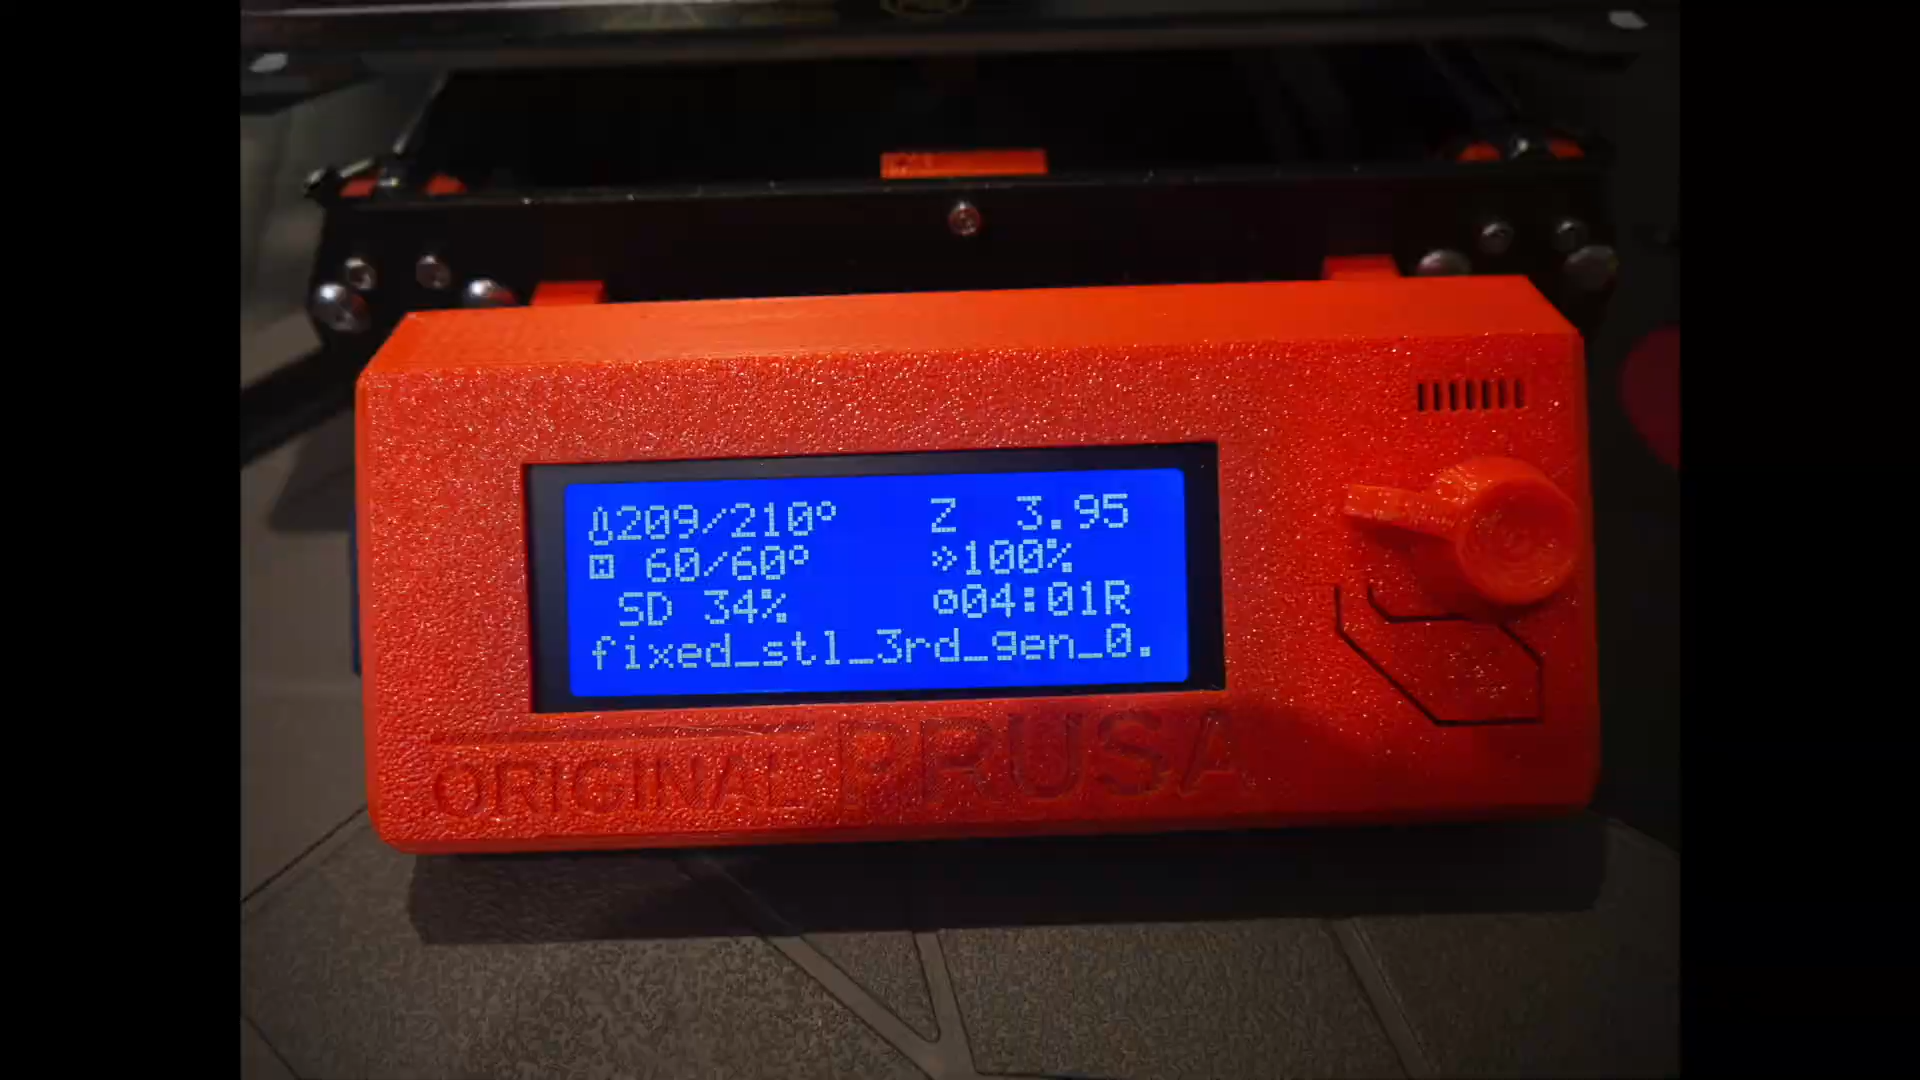 209/210° Z 3.95
60/60° 100%
SD 34% 04:01R
fixed_stl_3rd_gen_0.
ORIGINAL PRUSA